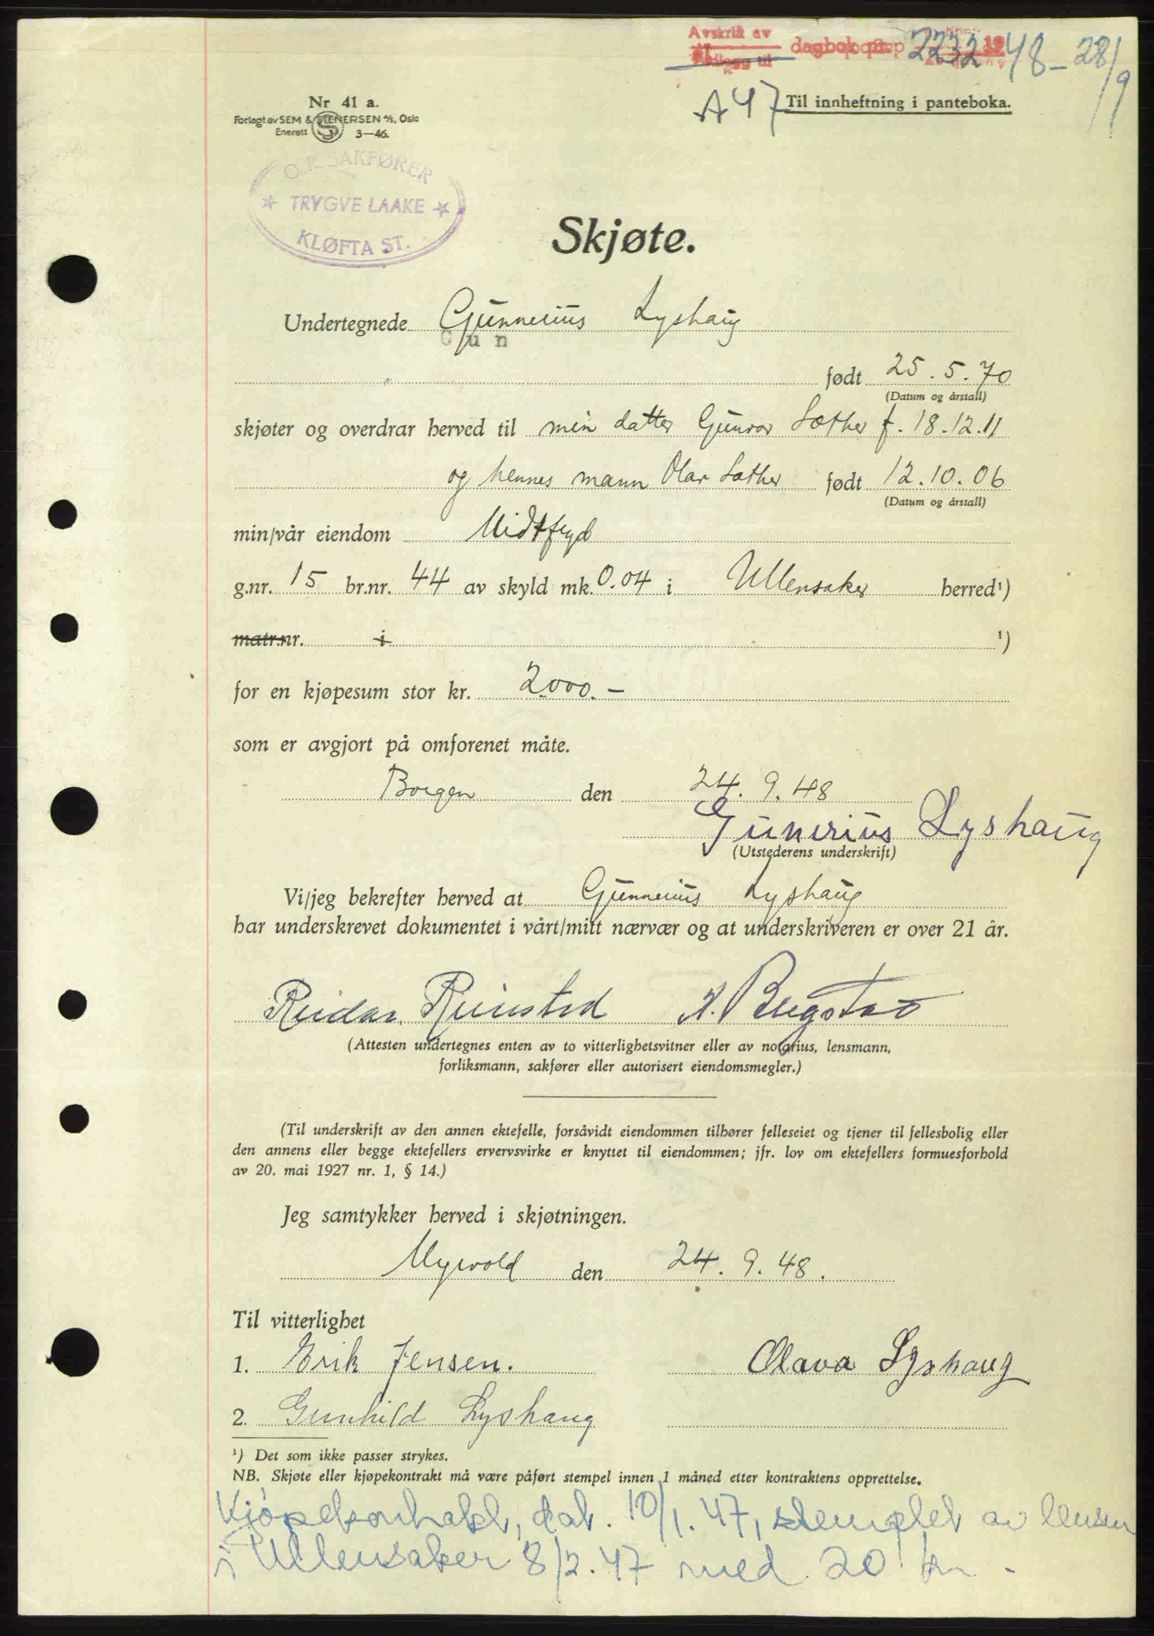 Avskrift av
dagbok nr. 2232 1948 - 28/9
A 47 Til innheftning i panteboka.
Nr 41 a.
Forlagt av SEM & STENERSEN A/S, Oslo
Enerett S 3-46.
O.R. SAKFØRER
* TRYGVE LAAKE *
KLØFTA ST.
Skjøte.
Undertegnede Gunnerius Lyshaug
Gun
født 25.5.70
(Datum og årstall)
skjøter og overdrar herved til min datter Gunvor Sæther f. 18.12.11
og hennes mann Olav Sæther født 12.10.06
(Datum og årstall)
min/vår eiendom Midtfryd
g.nr. 15 br.nr. 44 av skyld mk. 0.04 i Ullensaker herred¹)
matr.nr. i ¹)
for en kjøpesum stor kr. 2000.-
som er avgjort på omforenet måte.
Borgen den 24.9.48
Gunerius Lyshaug
(Utstederens underskrift)
Vi/jeg bekrefter herved at Gunnerius Lyshaug
har underskrevet dokumentet i vårt/mitt nærvær og at underskriveren er over 21 år.
Reidar
(Attesten undertegnes enten av to vitterlighetsvitner eller av notarius, lensmann,
forliksmann, sakfører eller autorisert eiendomsmegler.)
(Til underskrift av den annen ektefelle, forsåvidt eiendommen tilhører felleseiet og tjener til fellesbolig eller
den annens eller begge ektefellers ervervsvirke er knyttet til eiendommen; jfr. lov om ektefellers formuesforhold
av 20. mai 1927 nr. 1, § 14.)
Jeg samtykker herved i skjøtningen.
Myrvold den 24.9.48.
Til vitterlighet
1. Erik Jensen. Olava Lyshaug
2. Gunhild Lyshaug
¹) Det som ikke passer strykes.
NB. Skjøte eller kjøpekontrakt må være påført stempel innen 1 måned etter kontraktens opprettelse.
Kjøpekontrakt, dat. 10/1.47, stemplet av lensm
i Ullensaker 8/2.47 med 20 kr.